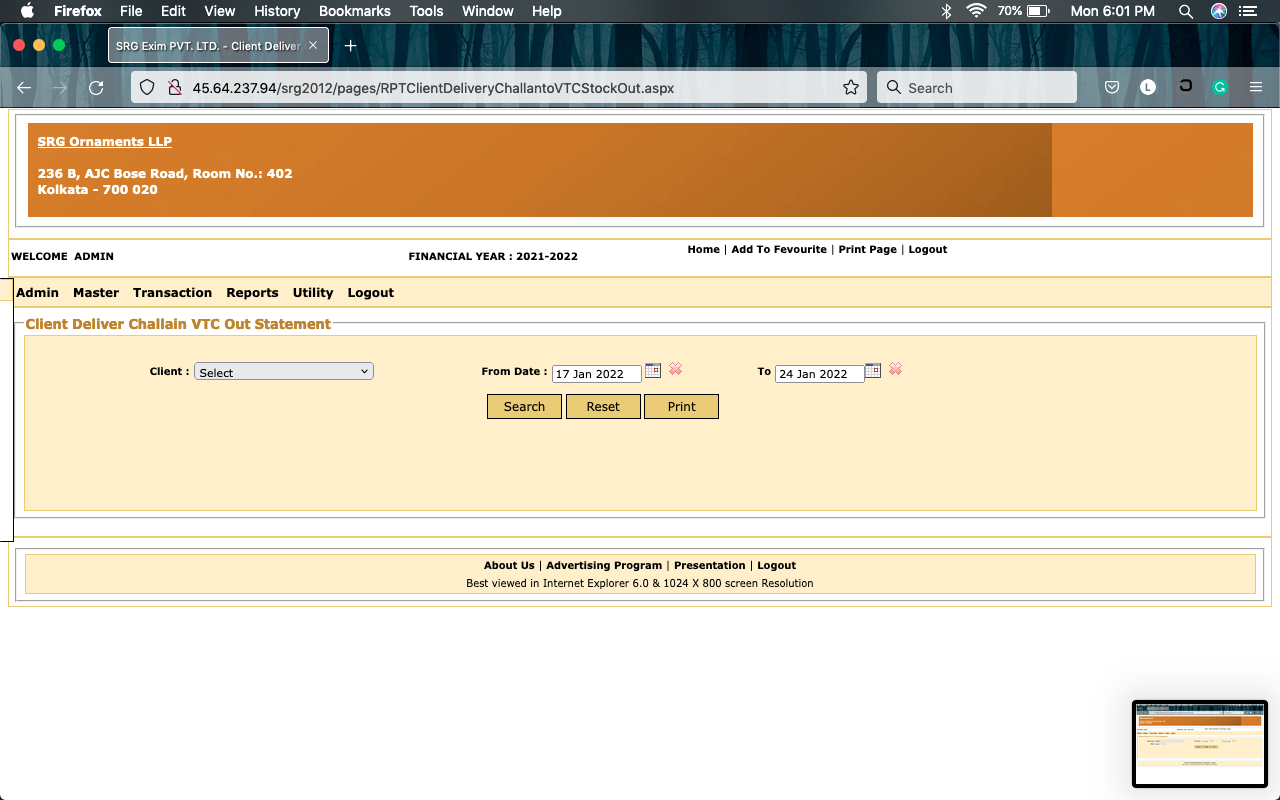 Firefox File Edit View History Bookmarks Tools Window Help 70% Mon 6:01 PM
SRG Exim PVT. LTD. - Client Deliver
45.64.237.94/srg2012/pages/RPTClientDeliveryChallantoVTCStockOut.aspx Search
SRG Ornaments LLP
236 B, AJC Bose Road, Room No.: 402
Kolkata - 700 020
WELCOME ADMIN FINANCIAL YEAR : 2021-2022 Home | Add To Fevourite | Print Page | Logout
Admin Master Transaction Reports Utility Logout
Client Deliver Challain VTC Out Statement
Client : Select From Date : 17 Jan 2022 To 24 Jan 2022
Search Reset Print
About Us | Advertising Program | Presentation | Logout
Best viewed in Internet Explorer 6.0 & 1024 X 800 screen Resolution